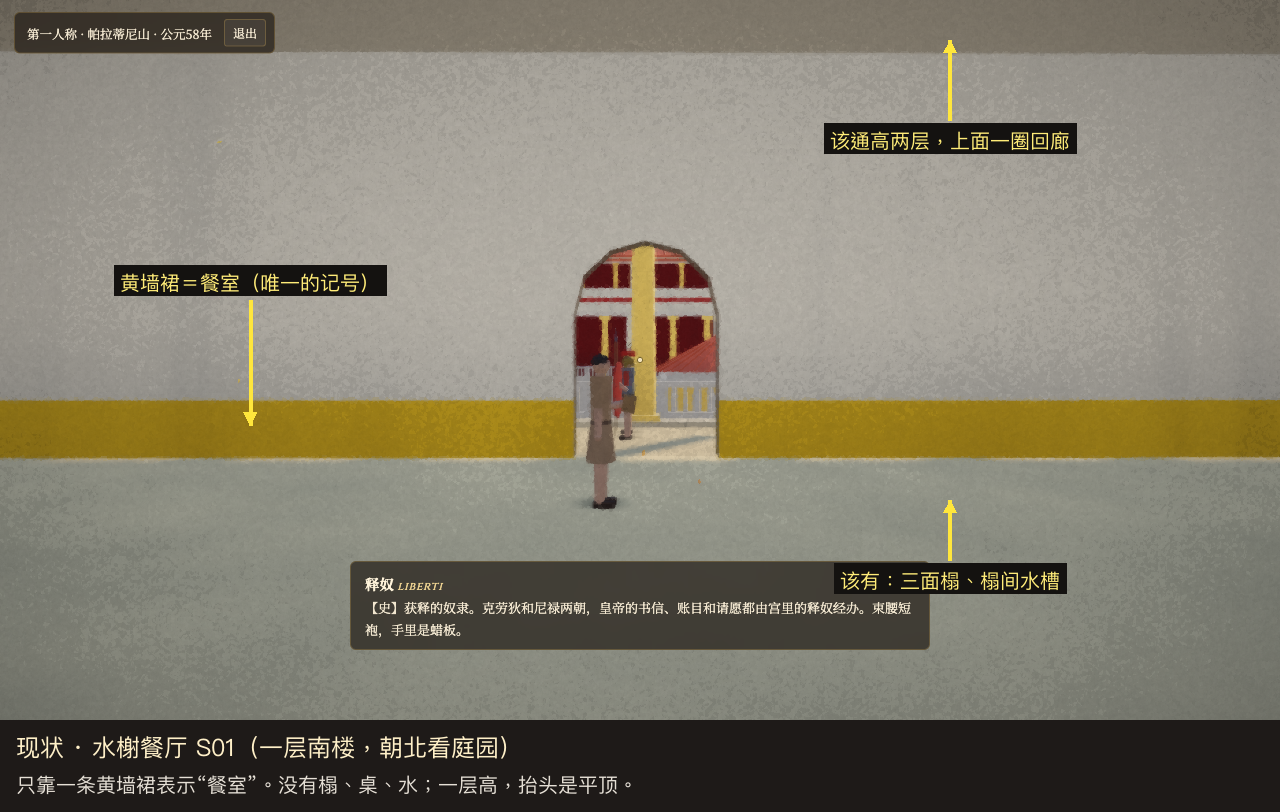 第一人称 · 帕拉蒂尼山 · 公元58年 退出
该通高两层，上面一圈回廊
黄墙裙＝餐室（唯一的记号）
该有：三面榻、榻间水槽
释奴 LIBERTI
【史】获释的奴隶。克劳狄和尼禄两朝，皇帝的书信、账目和请愿都由宫里的释奴经办。束腰短
袍，手里是蜡板。
现状 · 水榭餐厅 S01（一层南楼，朝北看庭园）
只靠一条黄墙裙表示“餐室”。没有榻、桌、水；一层高，抬头是平顶。